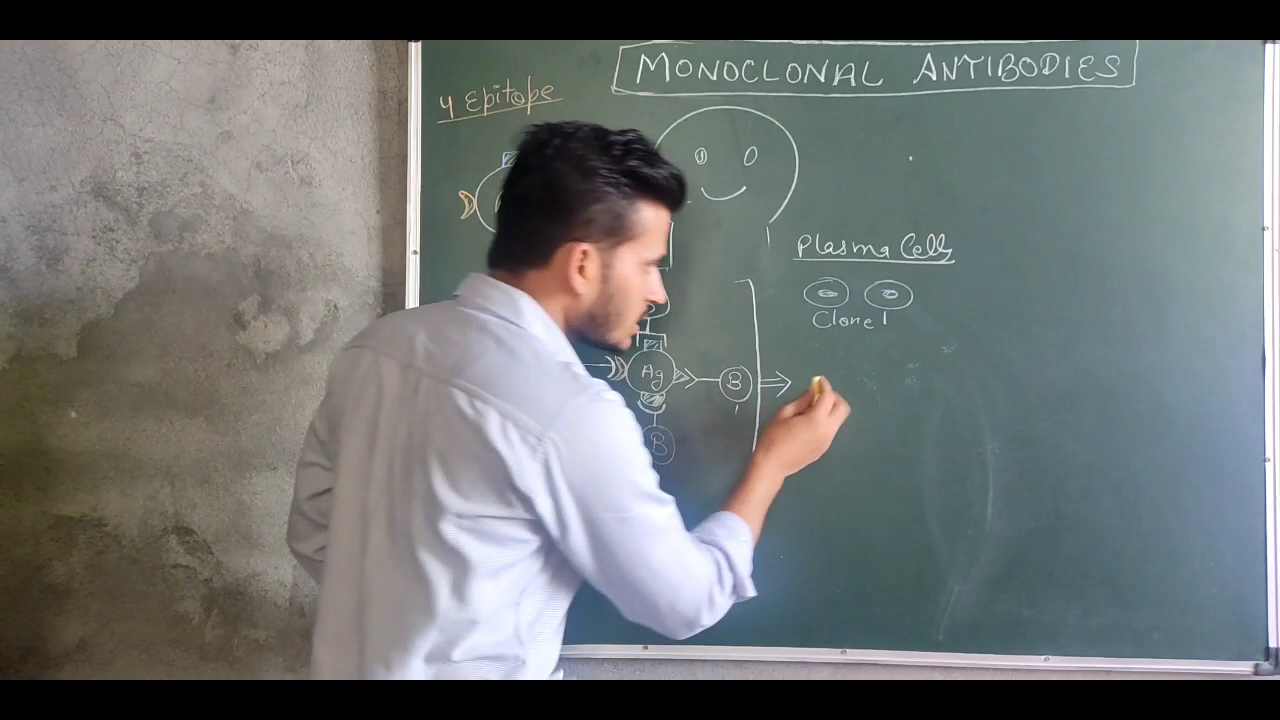 MONOCLONAL ANTIBODIES
4 Epitope
Plasma Cells
Clone 1
Ag
B
B